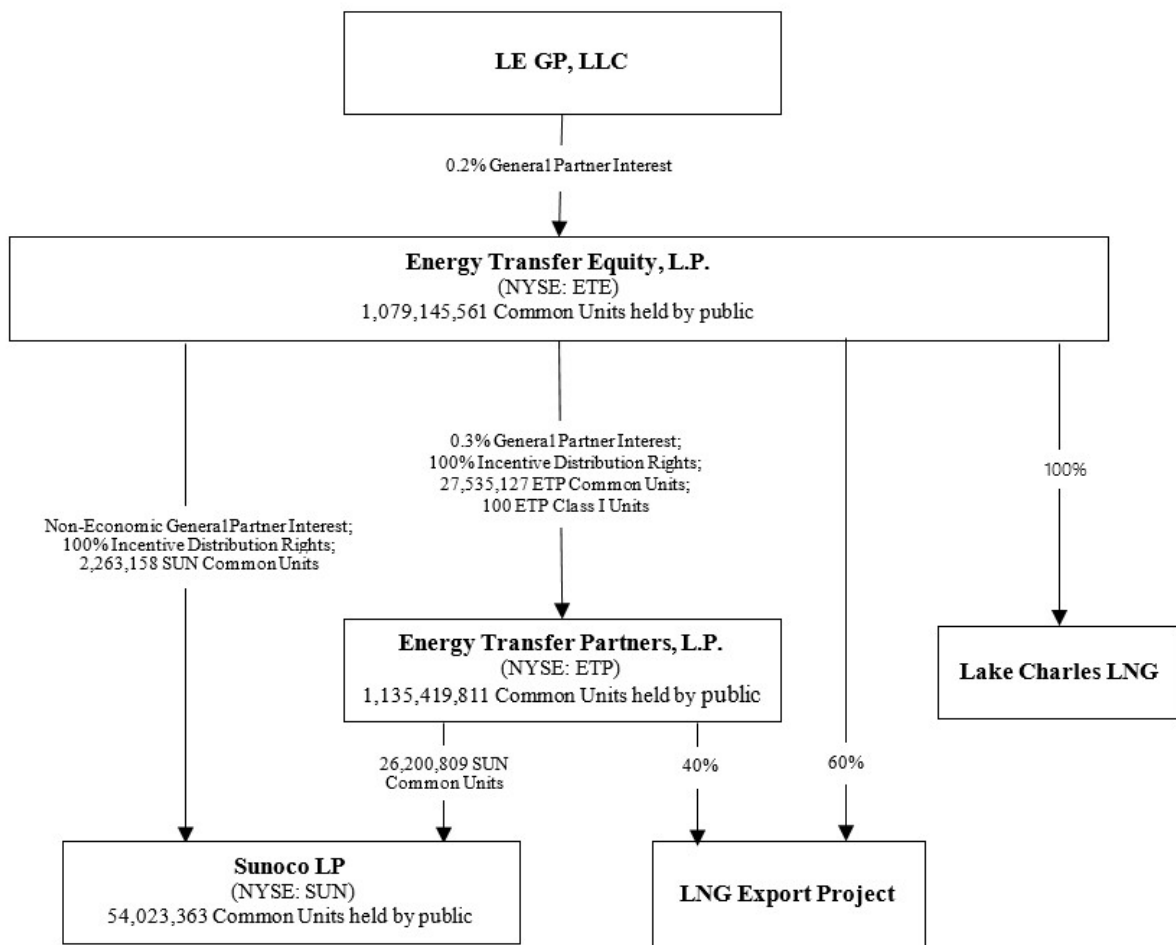 LE GP, LLC
0.2% General Partner Interest
Energy Transfer Equity, L.P.
(NYSE: ETE)
1,079,145,561 Common Units held by public
0.3% General Partner Interest;
100% Incentive Distribution Rights;
27,535,127 ETP Common Units;
100 ETP Class I Units
100%
Non-Economic General Partner Interest;
100% Incentive Distribution Rights;
2,263,158 SUN Common Units
Energy Transfer Partners, L.P.
(NYSE: ETP)
1,135,419,811 Common Units held by public
Lake Charles LNG
26,200,809 SUN
Common Units
40%
60%
Sunoco LP
(NYSE: SUN)
54,023,363 Common Units held by public
LNG Export Project